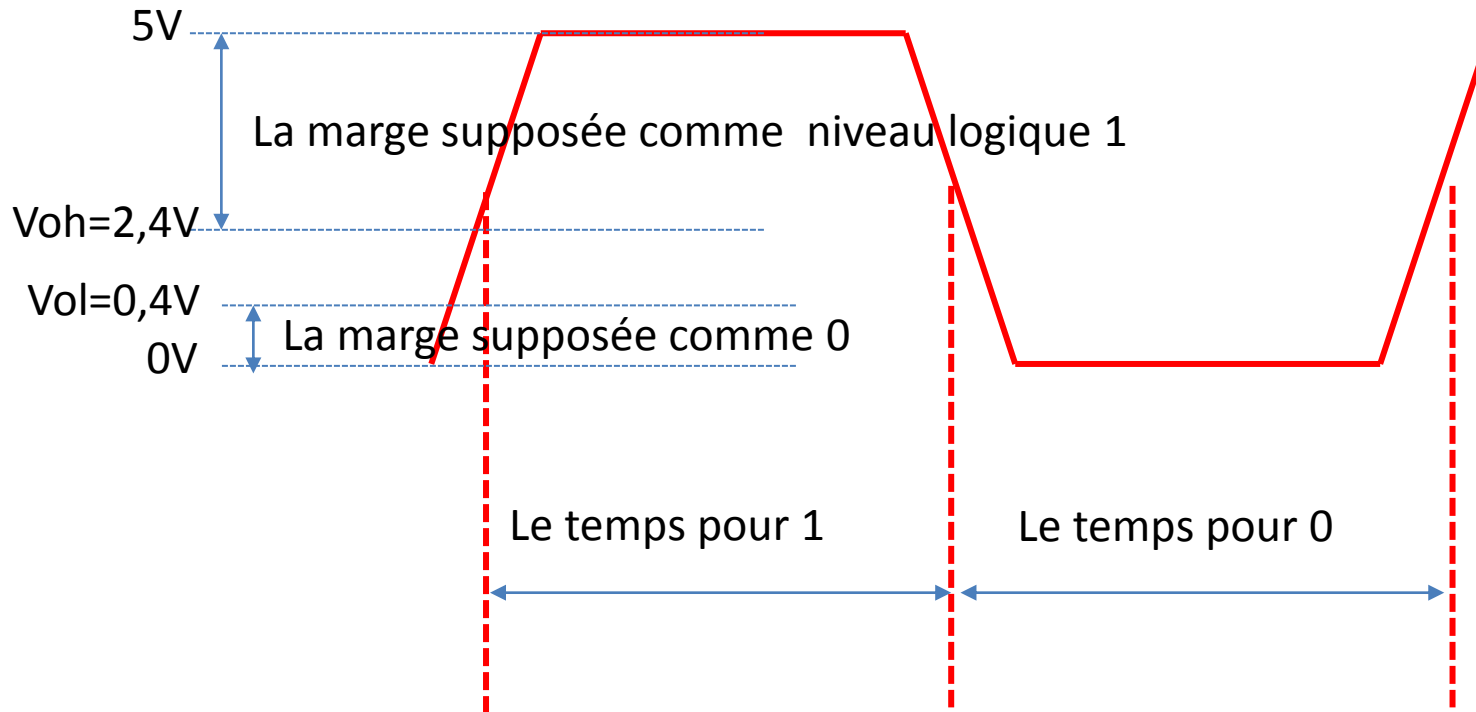 5V
La marge supposée comme niveau logique 1
Voh=2,4V
Vol=0,4V
La marge supposée comme 0
0V
Le temps pour 1
Le temps pour 0